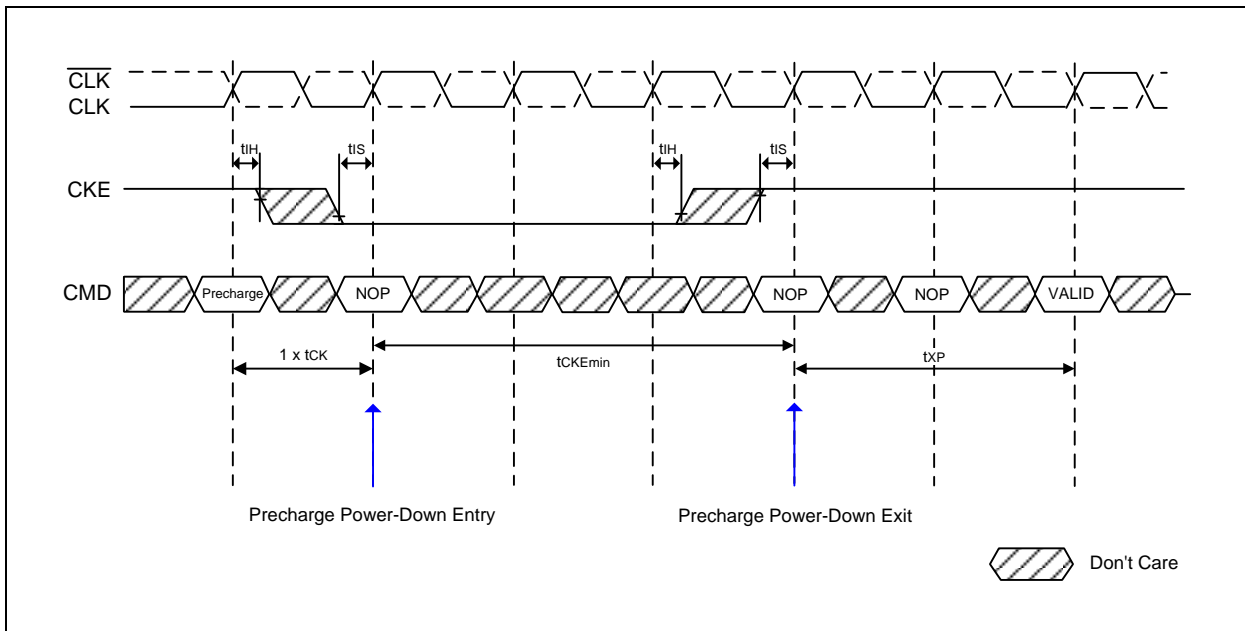 CLK
CLK
tIH
tIS
tIH
tIS
CKE
CMD
Precharge
NOP
NOP
NOP
VALID
1 x tCK
tCKEmin
tXP
Precharge Power-Down Entry
Precharge Power-Down Exit
Don't Care